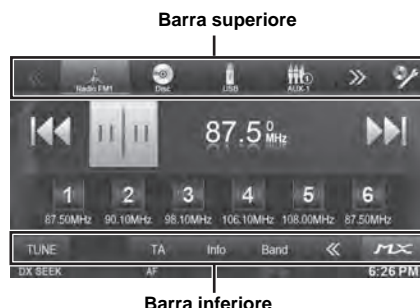 Barra superiore
« Radio FM1 Disc USB AUX-1 »
87.5 0 MHz
1 2 3 4 5 6
87.50MHz 90.10MHz 98.10MHz 106.10MHz 108.00MHz 87.50MHz
TUNE TA Info Band « MX
DX SEEK AF 6:26 PM
Barra inferiore